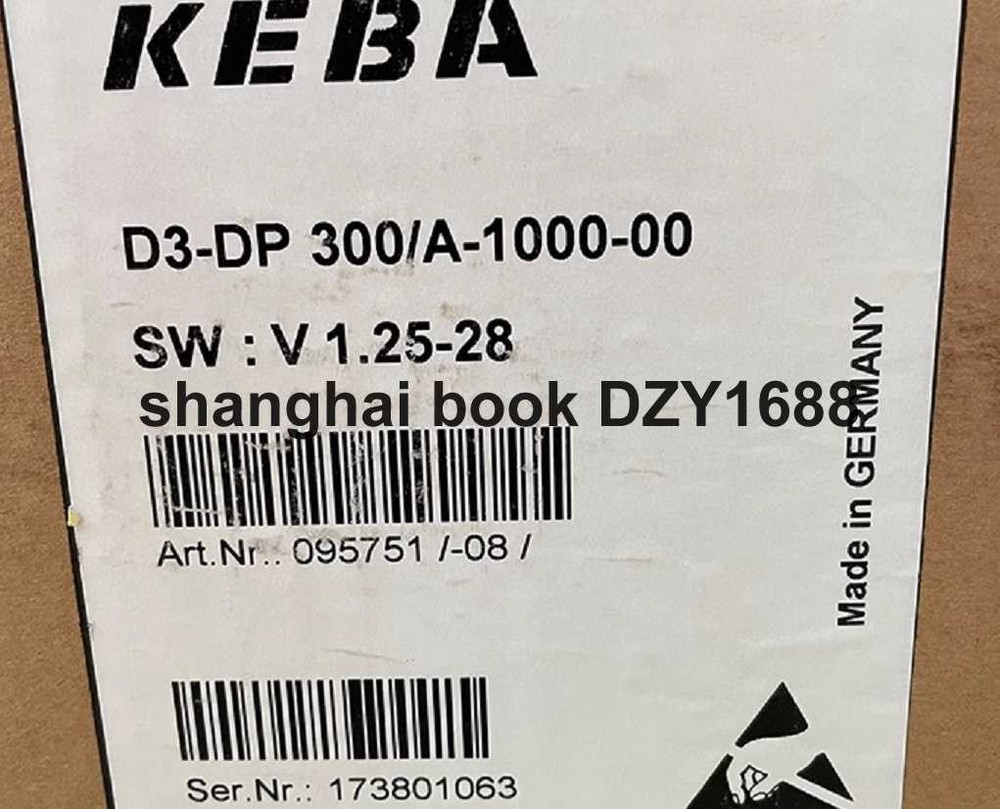 KEBA
D3-DP 300/A-1000-00
SW : V 1.25-28
shanghai book DZY1688
Art.Nr.: 095751 /-08 /
Made in GERMANY
Ser.Nr.: 173801063